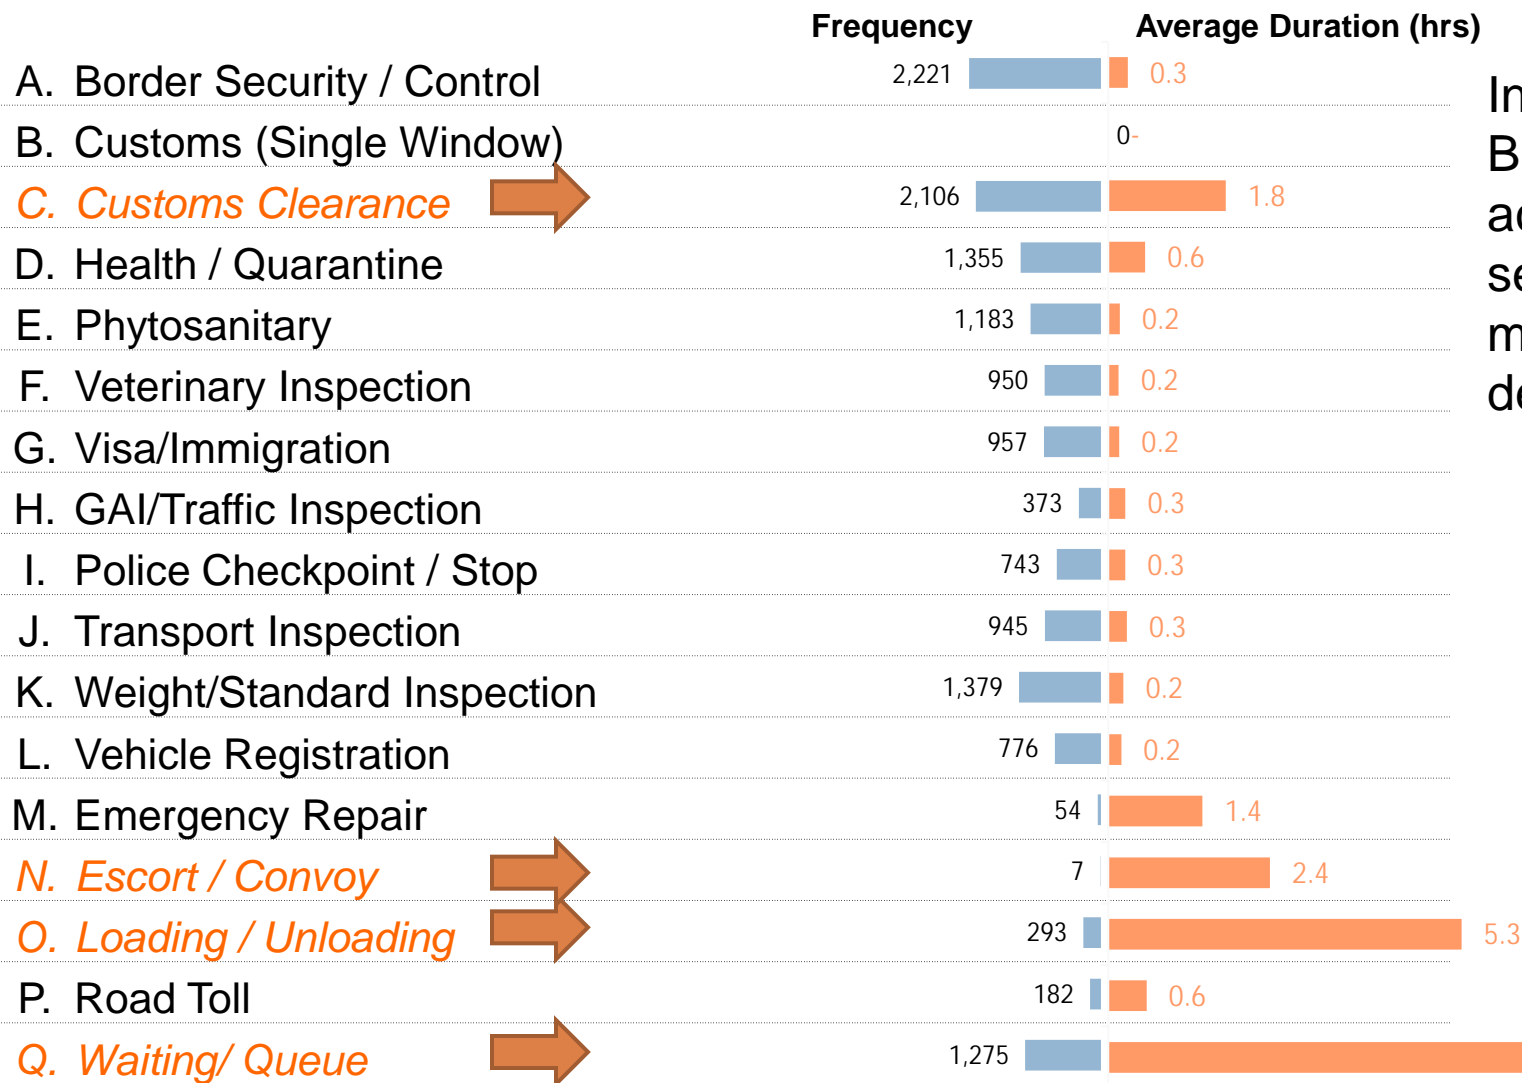 Frequency Average Duration (hrs)
A. Border Security / Control 2,221 0.3
B. Customs (Single Window) 0-
C. Customs Clearance 2,106 1.8
D. Health / Quarantine 1,355 0.6
E. Phytosanitary 1,183 0.2
F. Veterinary Inspection 950 0.2
G. Visa/Immigration 957 0.2
H. GAI/Traffic Inspection 373 0.3
I. Police Checkpoint / Stop 743 0.3
J. Transport Inspection 945 0.3
K. Weight/Standard Inspection 1,379 0.2
L. Vehicle Registration 776 0.2
M. Emergency Repair 54 1.4
N. Escort / Convoy 7 2.4
O. Loading / Unloading 293 5.3
P. Road Toll 182 0.6
Q. Waiting/ Queue 1,275